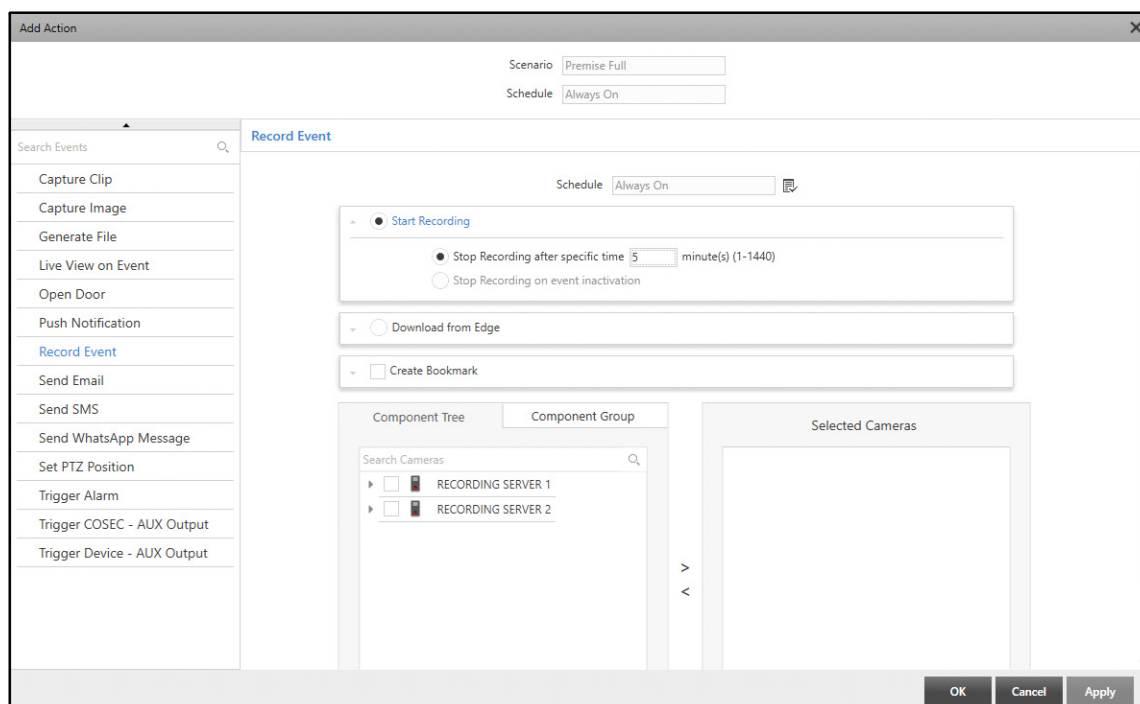 Add Action
Scenario Premise Full
Schedule Always On
Search Events
Capture Clip
Capture Image
Generate File
Live View on Event
Open Door
Push Notification
Record Event
Send Email
Send SMS
Send WhatsApp Message
Set PTZ Position
Trigger Alarm
Trigger COSEC - AUX Output
Trigger Device - AUX Output
Record Event
Schedule Always On
Start Recording
Stop Recording after specific time 5 minute(s) (1-1440)
Stop Recording on event inactivation
Download from Edge
Create Bookmark
Component Tree Component Group
Search Cameras
RECORDING SERVER 1
RECORDING SERVER 2
>
<
Selected Cameras
OK Cancel Apply